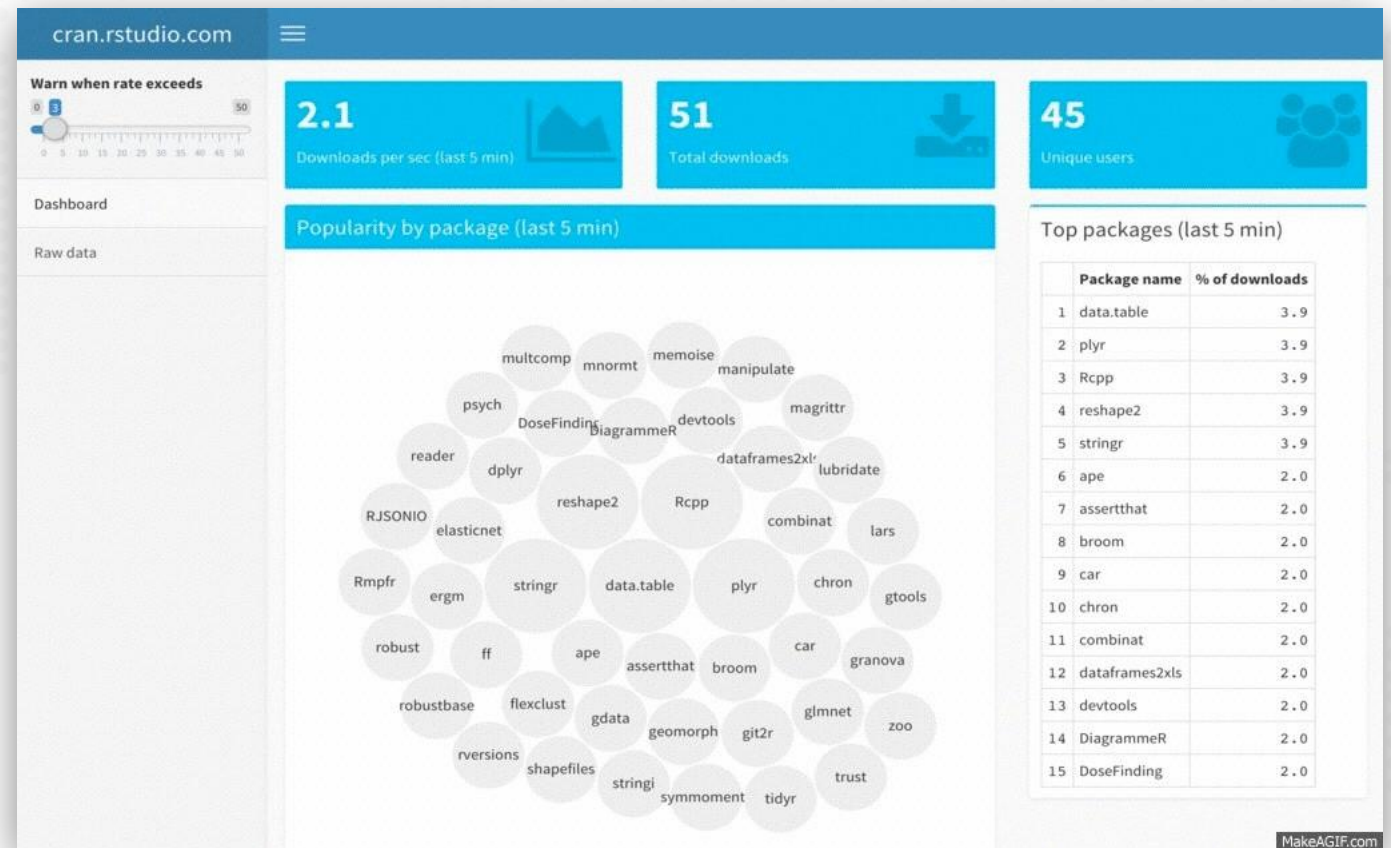 cran.rstudio.com
Warn when rate exceeds
0 3 50
0 5 10 15 20 25 30 35 40 45 50
Dashboard
Raw data
2.1
Downloads per sec (last 5 min)
51
Total downloads
45
Unique users
Popularity by package (last 5 min)
multcomp
mnormt
memoise
manipulate
psych
DoseFinding
DiagrammeR
devtools
magrittr
reader
dplyr
reshape2
Rcpp
dataframes2xls
lubridate
RJSONIO
elasticnet
combinat
lars
Rmpfr
ergm
stringr
data.table
plyr
chron
gtools
robust
ff
ape
assertthat
broom
car
granova
robustbase
flexclust
gdata
geomorph
git2r
glmnet
zoo
rversions
shapefiles
stringi
symmoment
tidyr
trust
Top packages (last 5 min)
Package name % of downloads
1 data.table 3.9
2 plyr 3.9
3 Rcpp 3.9
4 reshape2 3.9
5 stringr 3.9
6 ape 2.0
7 assertthat 2.0
8 broom 2.0
9 car 2.0
10 chron 2.0
11 combinat 2.0
12 dataframes2xls 2.0
13 devtools 2.0
14 DiagrammeR 2.0
15 DoseFinding 2.0
MakeAGIF.com